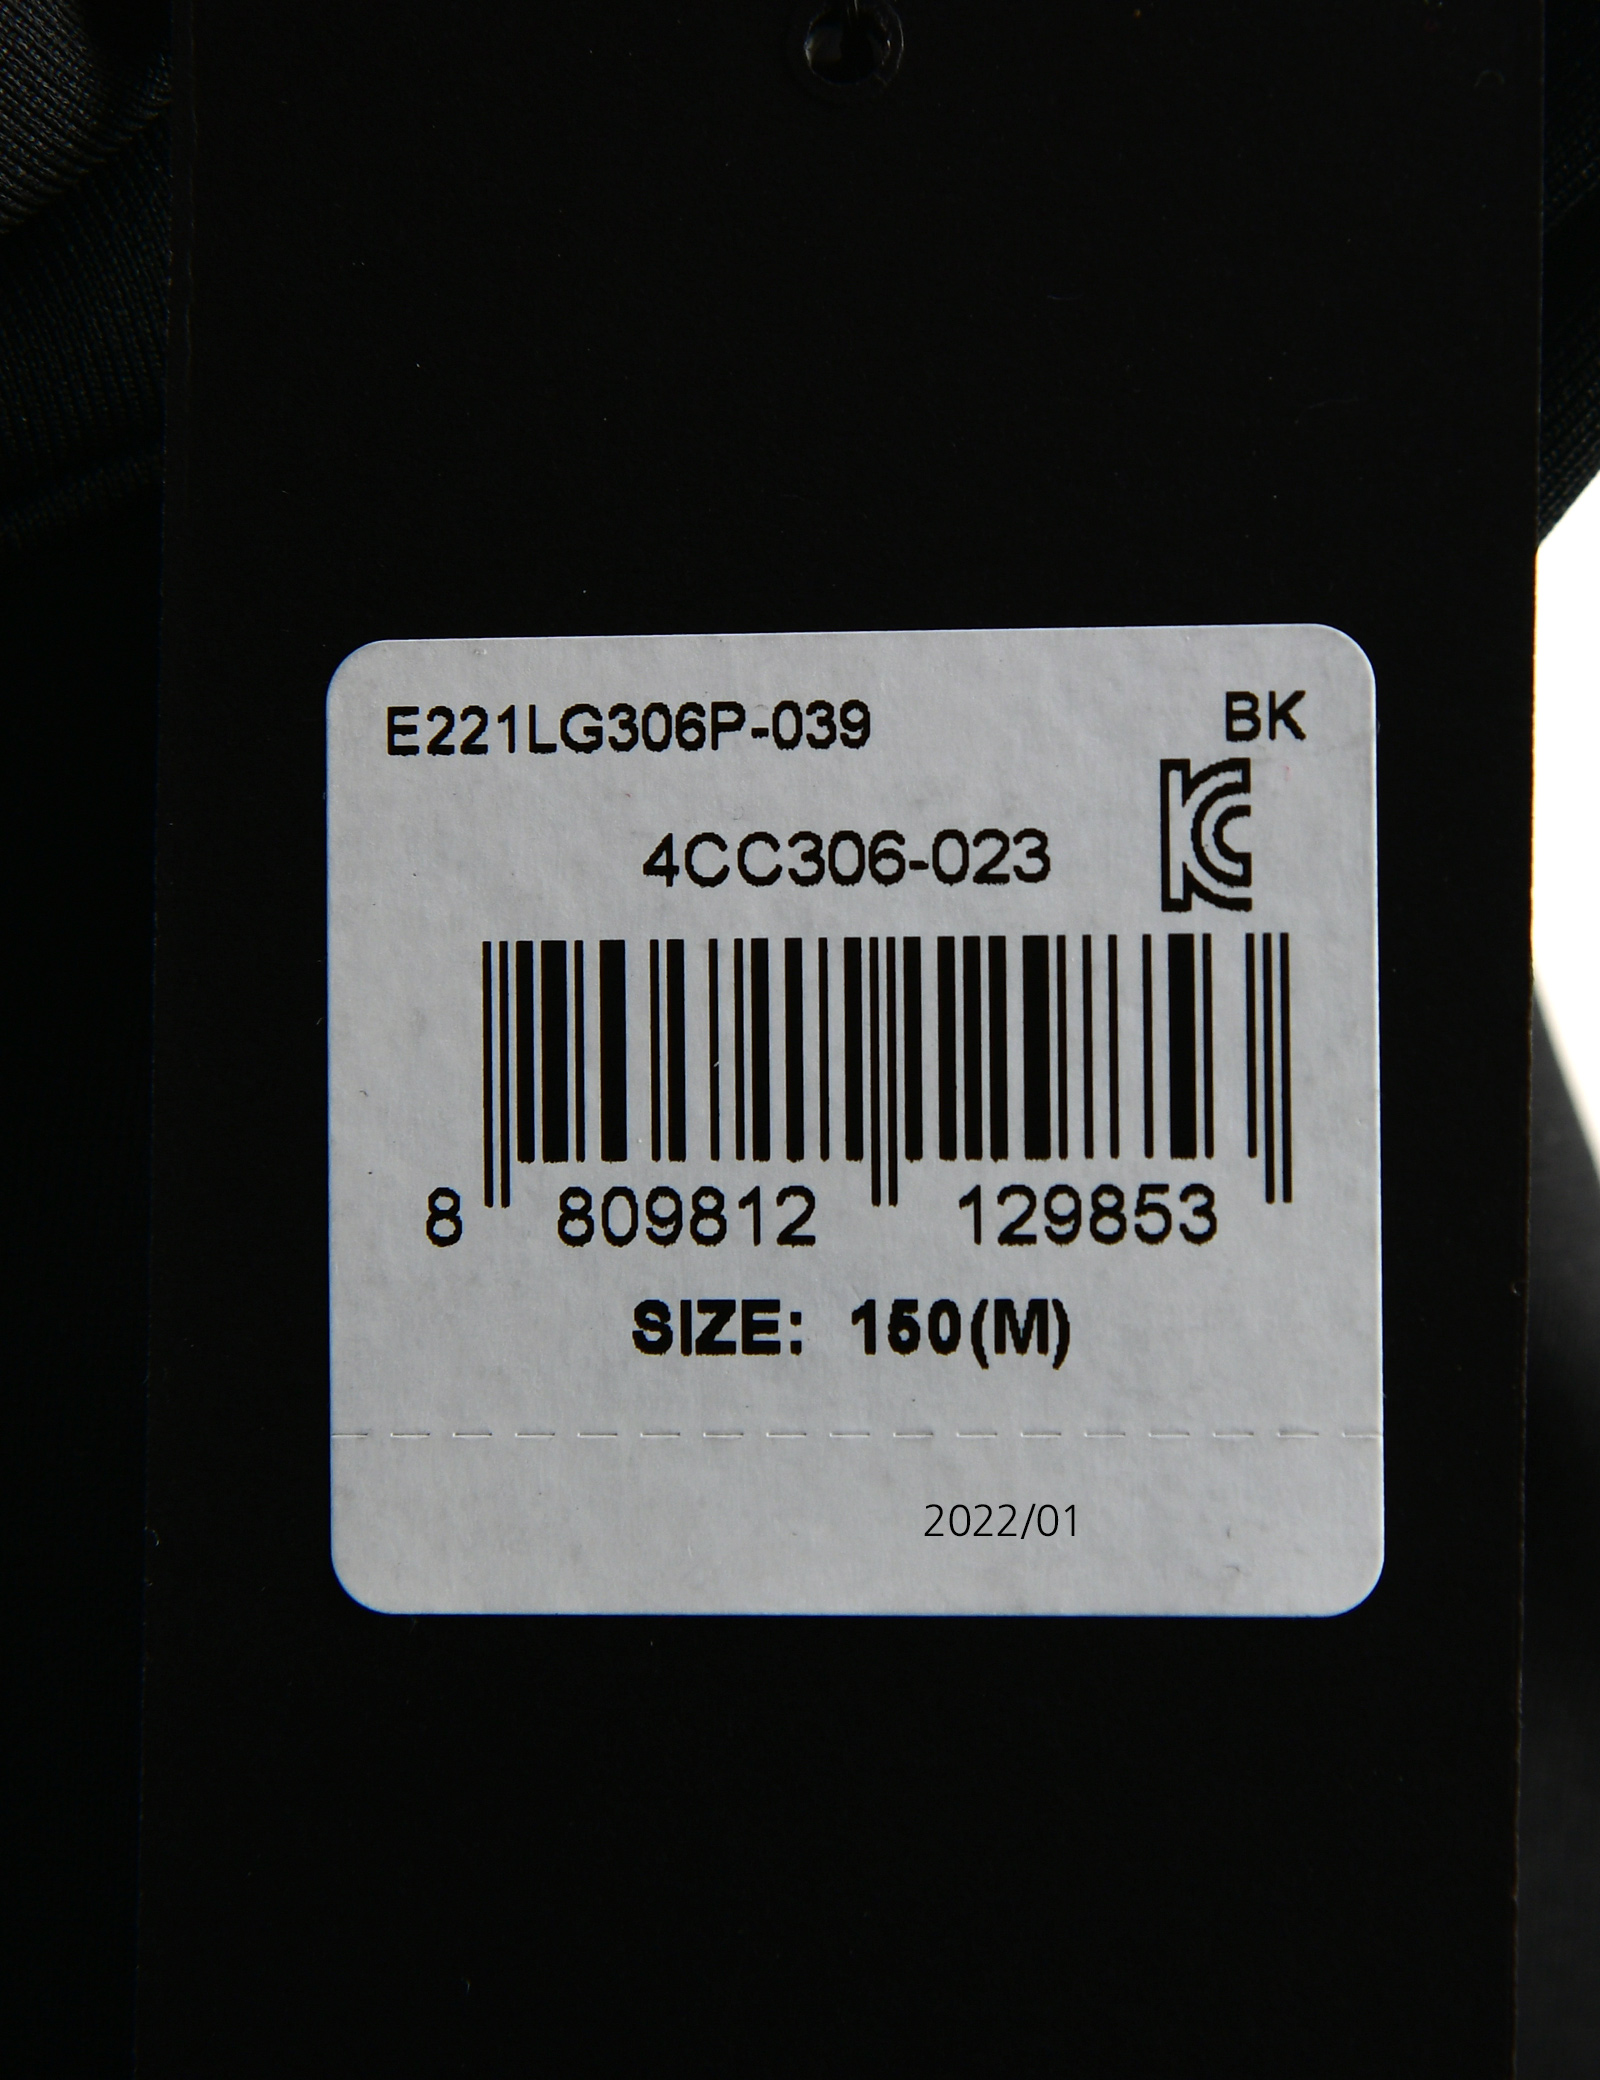 E221LG306P-039 BK
4CC306-023
8 809812 129853
SIZE: 150(M)
2022/01